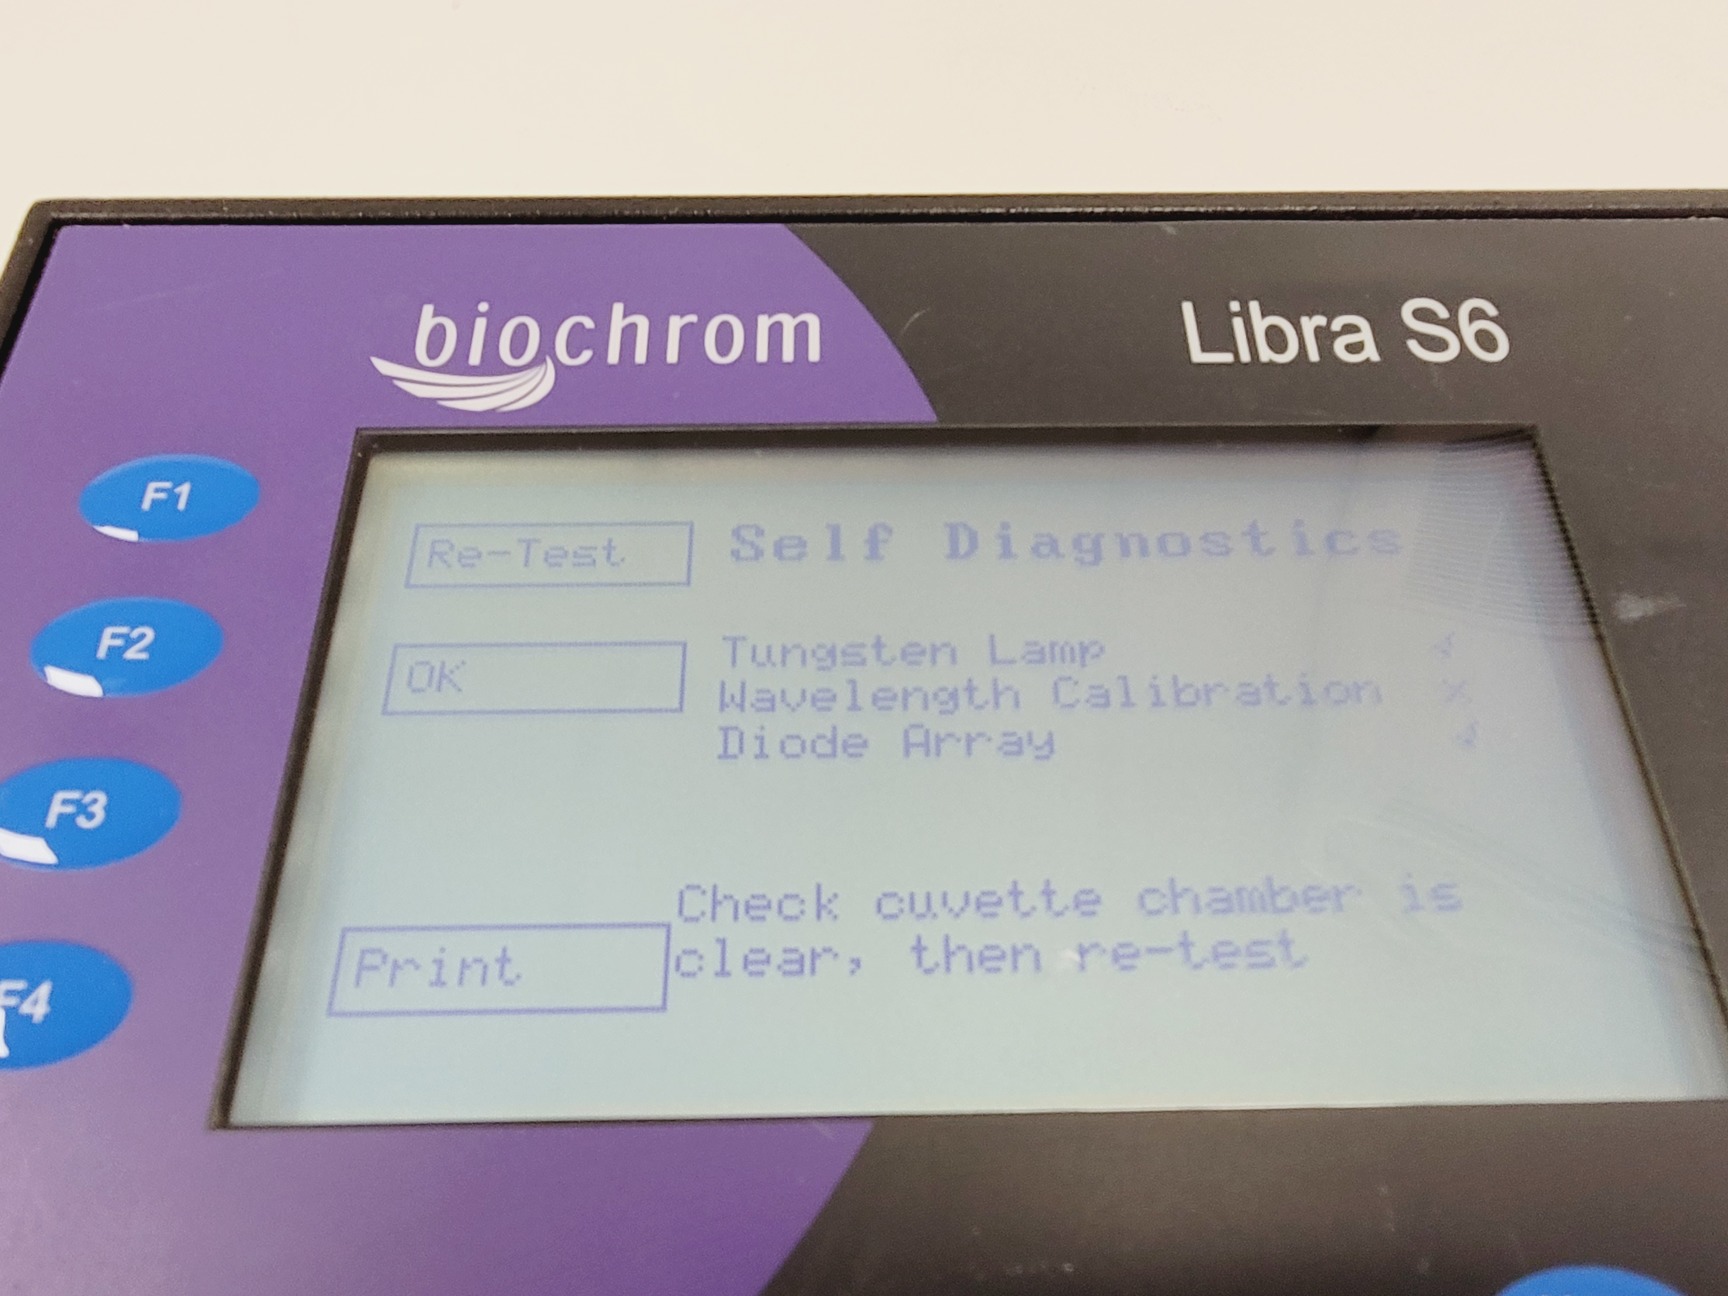 biochrom
Libra S6
F1
Re-Test
Self Diagnostics
F2
OK
Tungsten Lamp ✓
Wavelength Calibration ×
Diode Array ✓
F3
Check cuvette chamber is
clear, then re-test
Print
F4